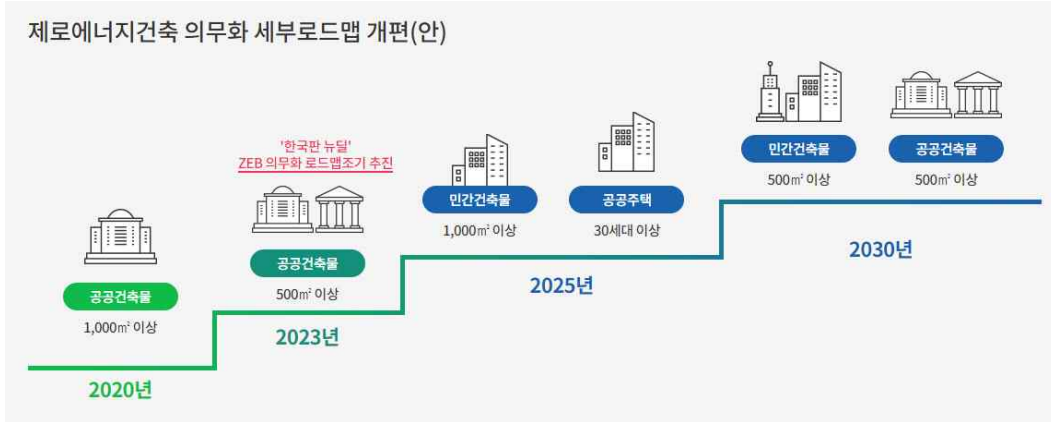 제로에너지건축 의무화 세부로드맵 개편(안)
'한국판 뉴딜'
ZEB 의무화 로드맵조기 추진
공공건축물
1,000㎡ 이상
2020년
공공건축물
500㎡ 이상
2023년
민간건축물
1,000㎡ 이상
공공주택
30세대 이상
2025년
민간건축물
500㎡ 이상
공공건축물
500㎡ 이상
2030년